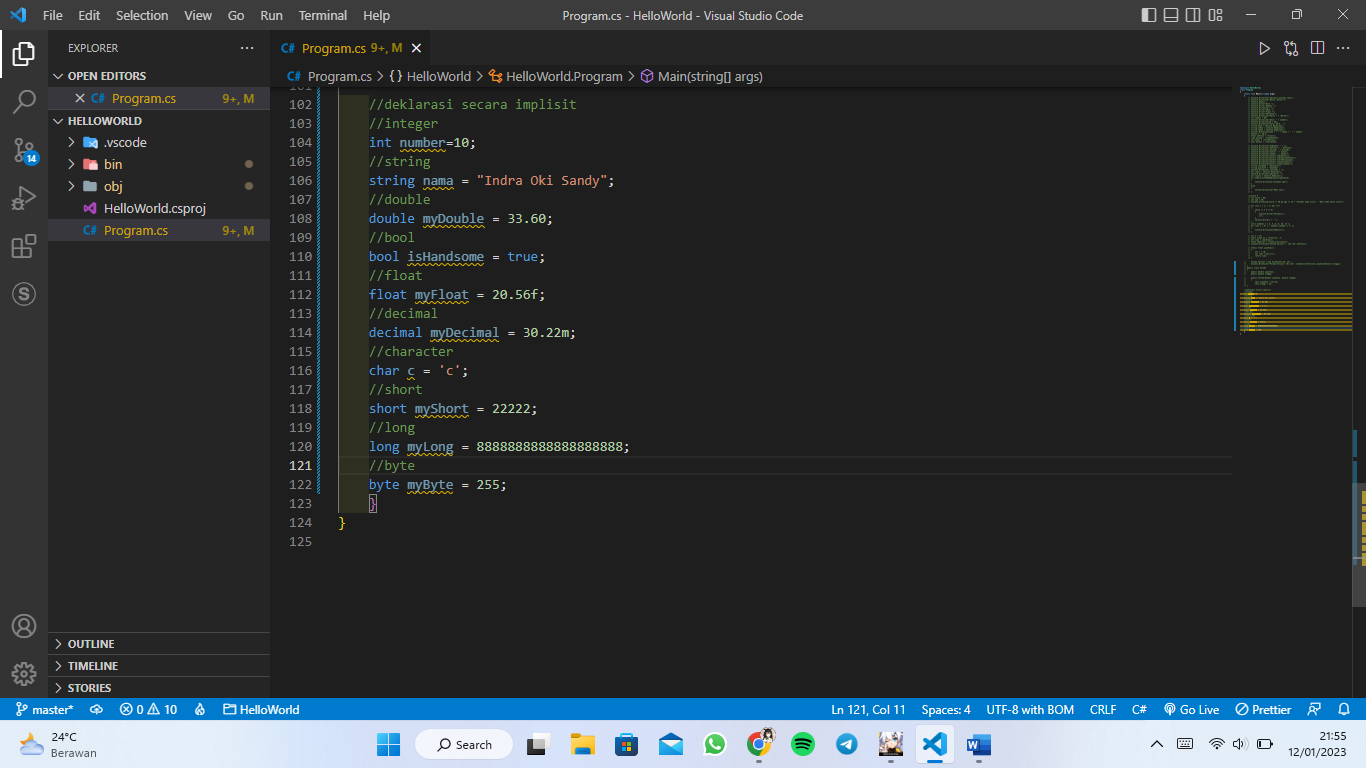 File Edit Selection View Go Run Terminal Help Program.cs - HelloWorld - Visual Studio Code
EXPLORER
OPEN EDITORS
C# Program.cs 9+, M
HELLOWORLD
.vscode
bin
obj
HelloWorld.csproj
C# Program.cs 9+, M
OUTLINE
TIMELINE
STORIES
14
C# Program.cs 9+, M
C# Program.cs > {} HelloWorld > HelloWorld.Program > Main(string[] args)
101
102 //deklarasi secara implisit
103 //integer
104 int number=10;
105 //string
106 string nama = "Indra Oki Sandy";
107 //double
108 double myDouble = 33.60;
109 //bool
110 bool isHandsome = true;
111 //float
112 float myFloat = 20.56f;
113 //decimal
114 decimal myDecimal = 30.22m;
115 //character
116 char c = 'c';
117 //short
118 short myShort = 22222;
119 //long
120 long myLong = 8888888888888888888;
121 //byte
122 byte myByte = 255;
123 }
124 }
125
master* 0 10 HelloWorld Ln 121, Col 11 Spaces: 4 UTF-8 with BOM CRLF C# Go Live Prettier
24°C
Berawan
Search
21:55
12/01/2023